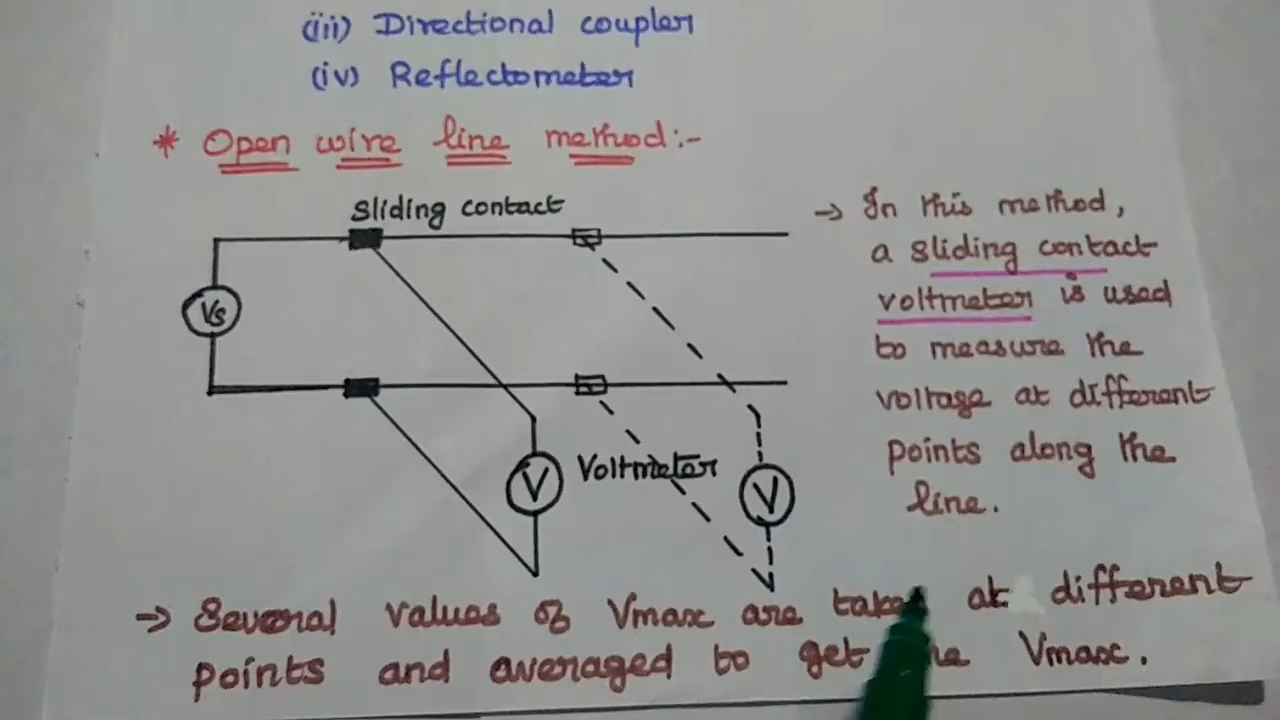 (iii) Directional coupler
(iv) Reflectometer
* Open wire line method:-
Sliding contact
Vs
V
Voltmeter
V
→ In this method,
a sliding contact
voltmeter is used
to measure the
voltage at different
points along the
line.
→ Several values of Vmax are at different
points and averaged to get Vmax.